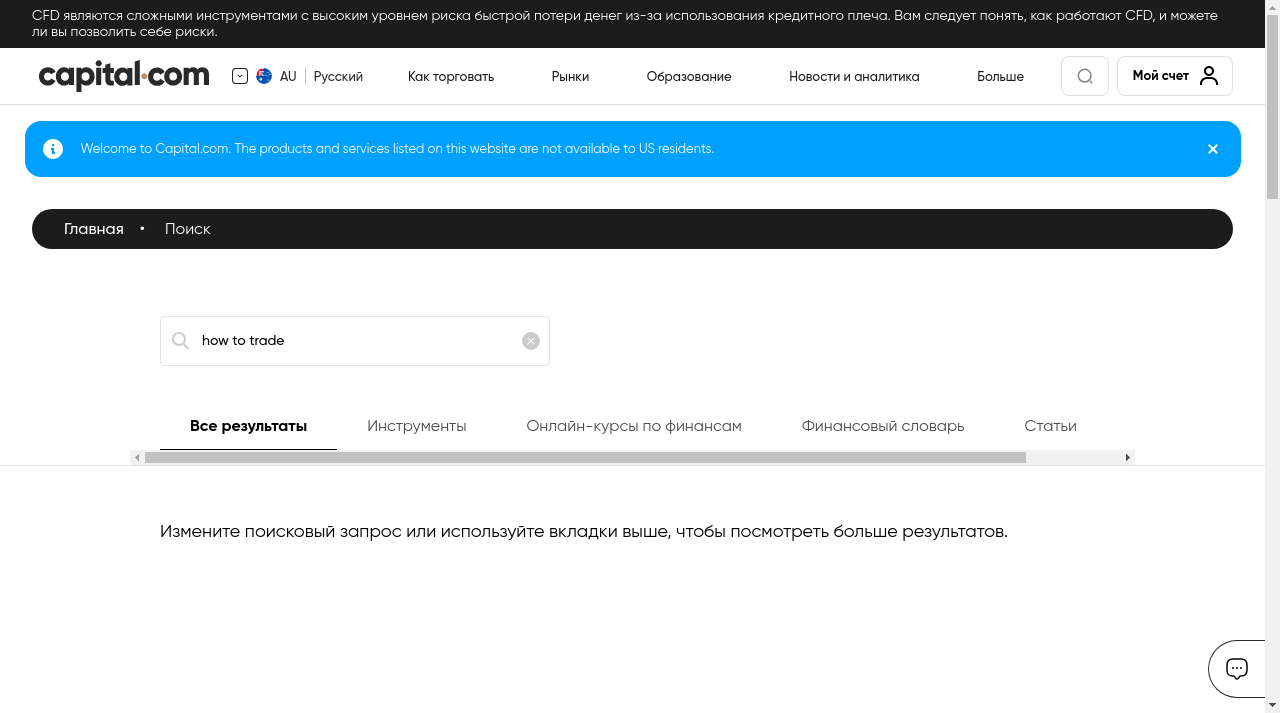 CFD являются сложными инструментами с высоким уровнем риска быстрой потери денег из-за использования кредитного плеча. Вам следует понять, как работают CFD, и можете
ли вы позволить себе риски.
capital.com AU Русский Как торговать Рынки Образование Новости и аналитика Больше Мой счет
Welcome to Capital.com. The products and services listed on this website are not available to US residents.
Главная • Поиск
how to trade
Все результаты Инструменты Онлайн-курсы по финансам Финансовый словарь Статьи
Измените поисковый запрос или используйте вкладки выше, чтобы посмотреть больше результатов.